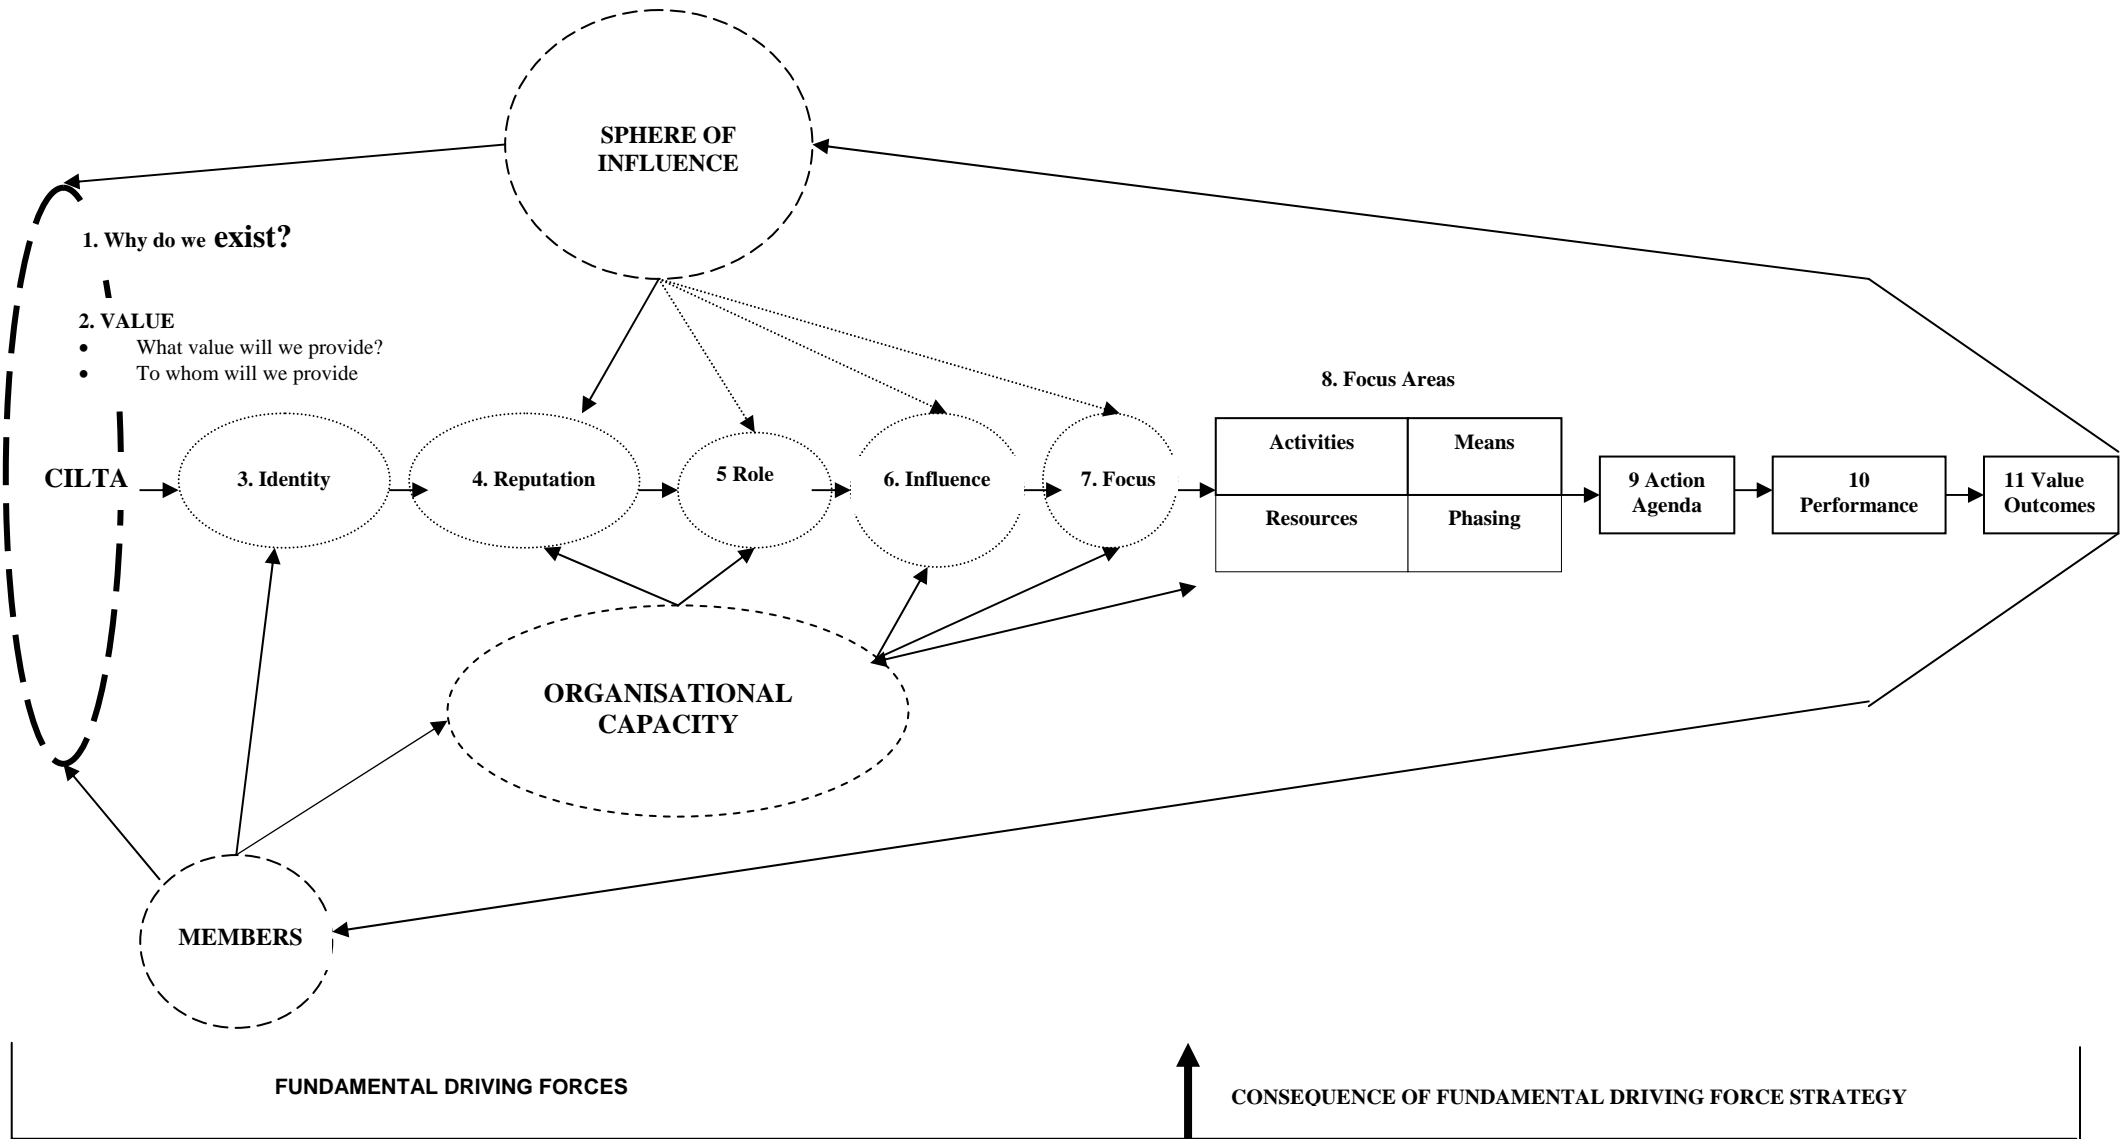 SPHERE OF
INFLUENCE
1. Why do we exist?
2. VALUE
• What value will we provide?
• To whom will we provide
8. Focus Areas
CILTA
3. Identity
4. Reputation
5 Role
6. Influence
7. Focus
Activities
Means
Resources
Phasing
9 Action
Agenda
10
Performance
11 Value
Outcomes
ORGANISATIONAL
CAPACITY
MEMBERS
FUNDAMENTAL DRIVING FORCES
CONSEQUENCE OF FUNDAMENTAL DRIVING FORCE STRATEGY